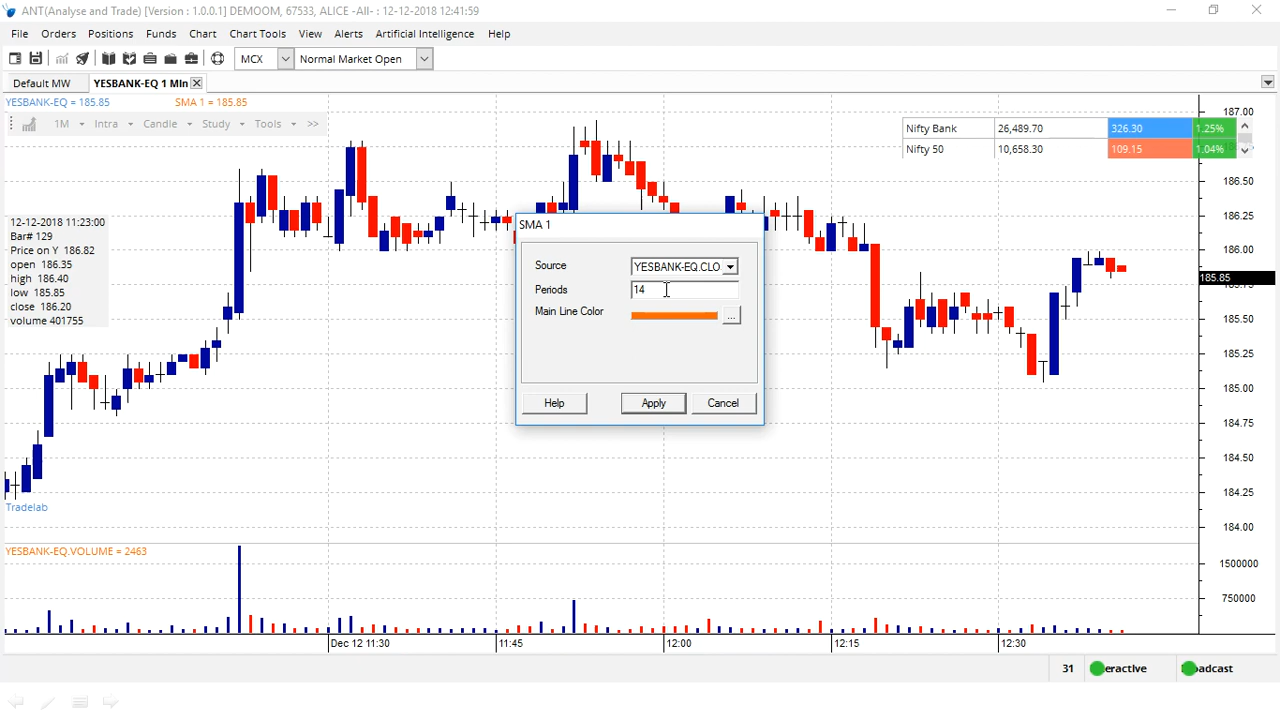 ANT(Analyse and Trade) [Version : 1.0.0.1] DEMOOM, 67533, ALICE -All- : 12-12-2018 12:41:59
File Orders Positions Funds Chart Chart Tools View Alerts Artificial Intelligence Help
MCX Normal Market Open
Default MW YESBANK-EQ 1 MIn
YESBANK-EQ = 185.85 SMA 1 = 185.85
1M Intra Candle Study Tools >>
187.00
Nifty Bank 26,489.70 326.30 1.25%
Nifty 50 10,658.30 109.15 1.04%
186.50
186.25
186.00
185.85
185.50
185.25
185.00
184.75
184.50
184.25
184.00
12-12-2018 11:23:00
Bar# 129
Price on Y 186.82
open 186.35
high 186.40
low 185.85
close 186.20
volume 401755
SMA 1
Source YESBANK-EQ.CLO
Periods 14
Main Line Color ...
Help Apply Cancel
Tradelab
YESBANK-EQ.VOLUME = 2463
1500000
750000
Dec 12 11:30 11:45 12:00 12:15 12:30
31 eractive adcast